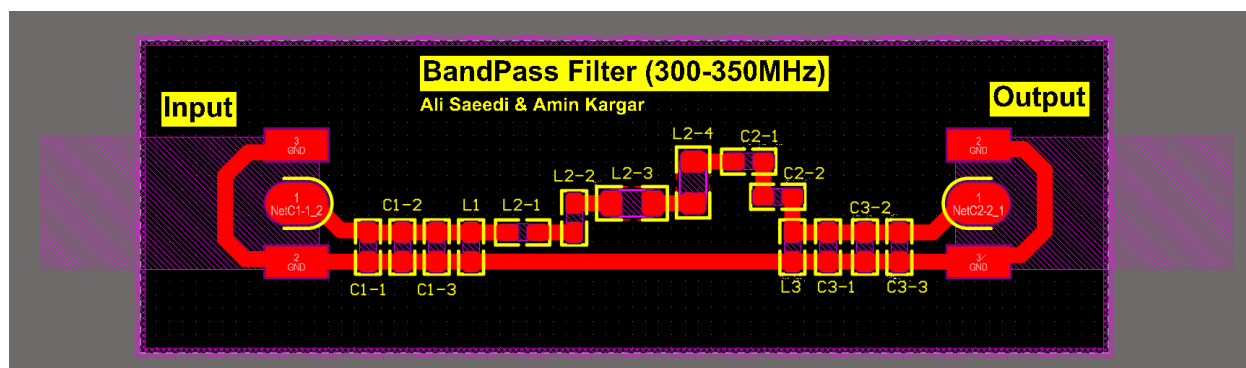 BandPass Filter (300-350MHz)
Ali Saeedi & Amin Kargar
Input
Output
3
GND
1
NetC1-1_2
2
GND
C1-1
C1-2
C1-3
L1
L2-1
L2-2
L2-3
L2-4
C2-1
C2-2
L3
C3-1
C3-2
C3-3
2
GND
1
NetC2-2_1
3
GND